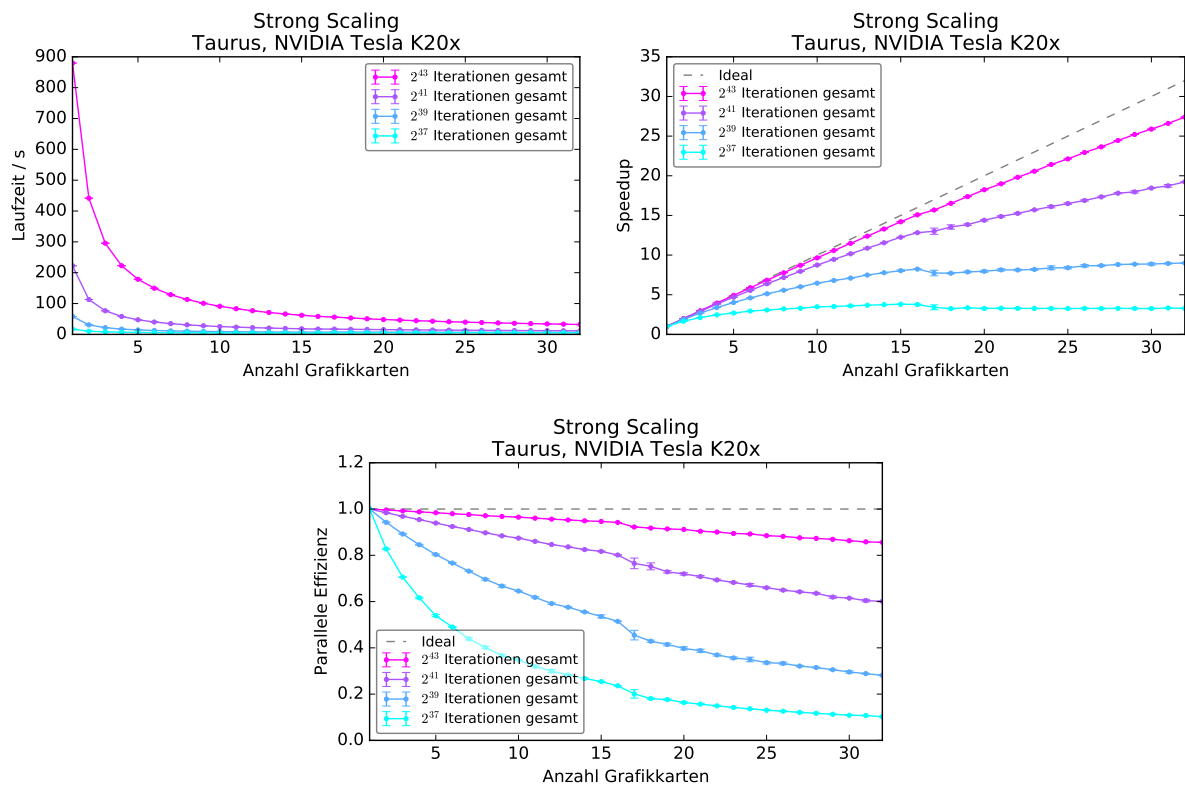 Strong Scaling
Taurus, NVIDIA Tesla K20x
900
800
700
600
500
400
300
200
100
0
Laufzeit / s
2^43 Iterationen gesamt
2^41 Iterationen gesamt
2^39 Iterationen gesamt
2^37 Iterationen gesamt
5
10
15
20
25
30
Anzahl Grafikkarten
Strong Scaling
Taurus, NVIDIA Tesla K20x
35
30
25
20
15
10
5
0
Speedup
Ideal
2^43 Iterationen gesamt
2^41 Iterationen gesamt
2^39 Iterationen gesamt
2^37 Iterationen gesamt
5
10
15
20
25
30
Anzahl Grafikkarten
Strong Scaling
Taurus, NVIDIA Tesla K20x
1.2
1.0
0.8
0.6
0.4
0.2
0.0
Parallele Effizienz
Ideal
2^43 Iterationen gesamt
2^41 Iterationen gesamt
2^39 Iterationen gesamt
2^37 Iterationen gesamt
5
10
15
20
25
30
Anzahl Grafikkarten